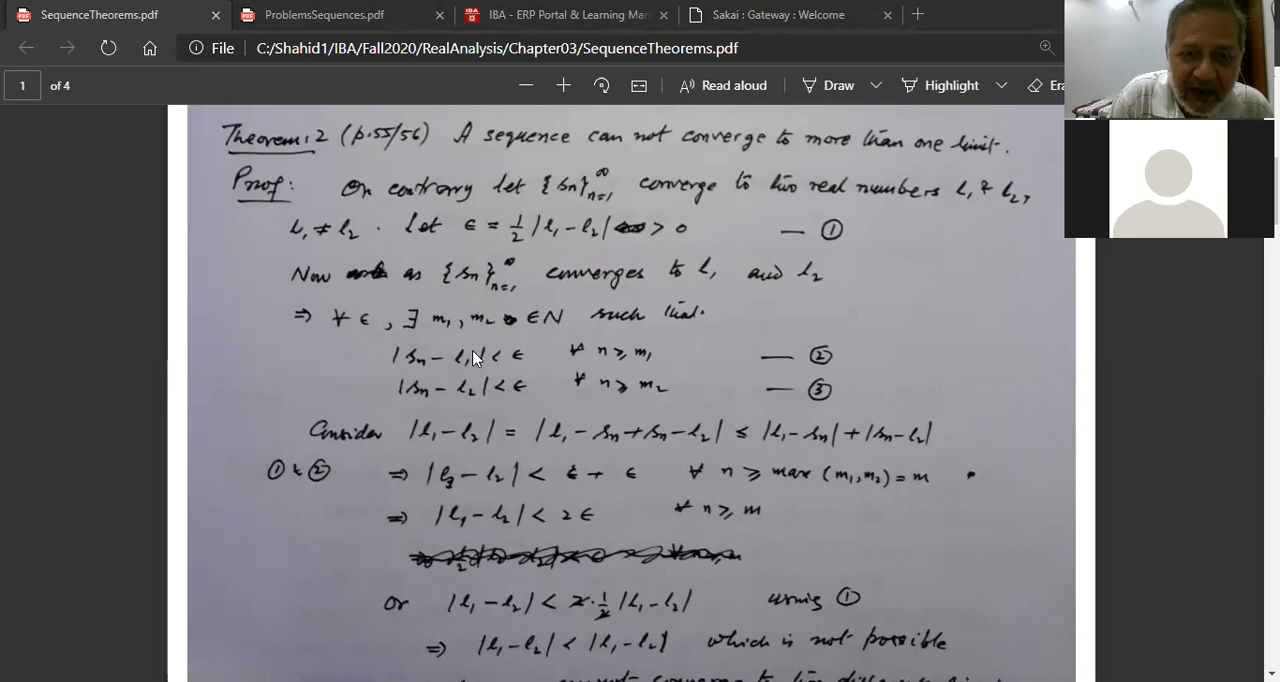 SequenceTheorems.pdf
ProblemsSequences.pdf
IBA - ERP Portal & Learning Man
Sakai : Gateway : Welcome
File C:/Shahid1/IBA/Fall2020/RealAnalysis/Chapter03/SequenceTheorems.pdf
1 of 4 Read aloud Draw Highlight Era
Theorem: 2 (p.55/56) A sequence can not converge to more than one limit.
Proof: On contrary let {sn}∞n=1 converge to two real numbers l1 & l2,
l1 ≠ l2 . Let ϵ = 1/2 |l1 - l2| > 0 — ①
Now as {sn}∞n=1 converges to l1 and l2
⇒ ∀ ϵ , ∃ m1, m2 ∈ N such that.
|sn - l1| < ϵ ∀ n ≥ m1 — ②
|sn - l2| < ϵ ∀ n ≥ m2 — ③
Consider |l1 - l2| = |l1 - sn + sn - l2| ≤ |l1 - sn| + |sn - l2|
① & ② ⇒ |l1 - l2| < ϵ + ϵ ∀ n ≥ max (m1, m2) = m
⇒ |l1 - l2| < 2ϵ ∀ n ≥ m
or |l1 - l2| < 2 · 1/2 |l1 - l2| using ①
⇒ |l1 - l2| < |l1 - l2| which is not possible